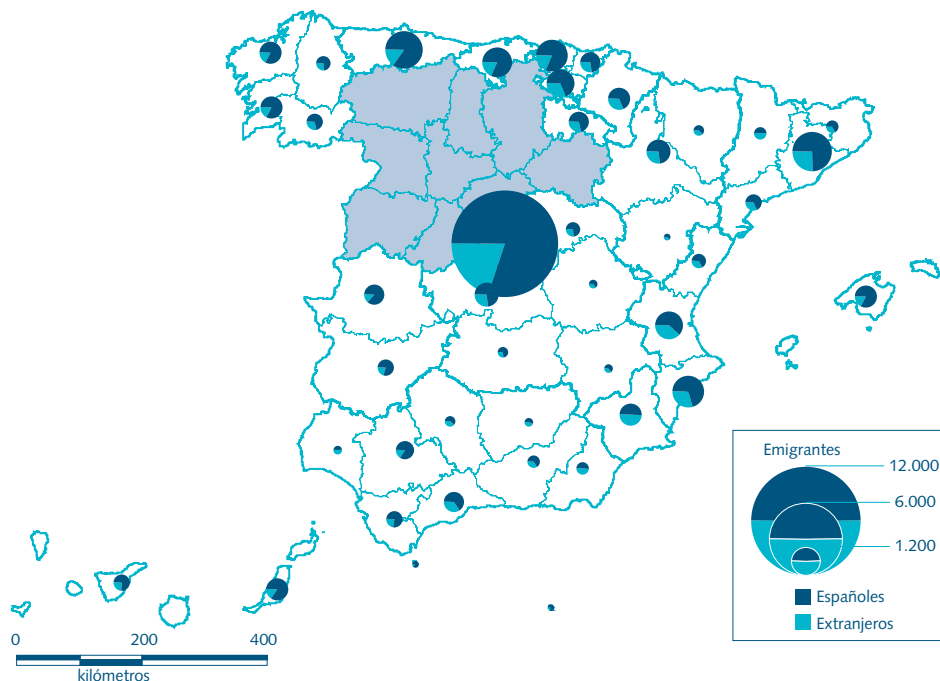 Emigrantes
12.000
6.000
1.200
Españoles
Extranjeros
0 200 400
kilómetros